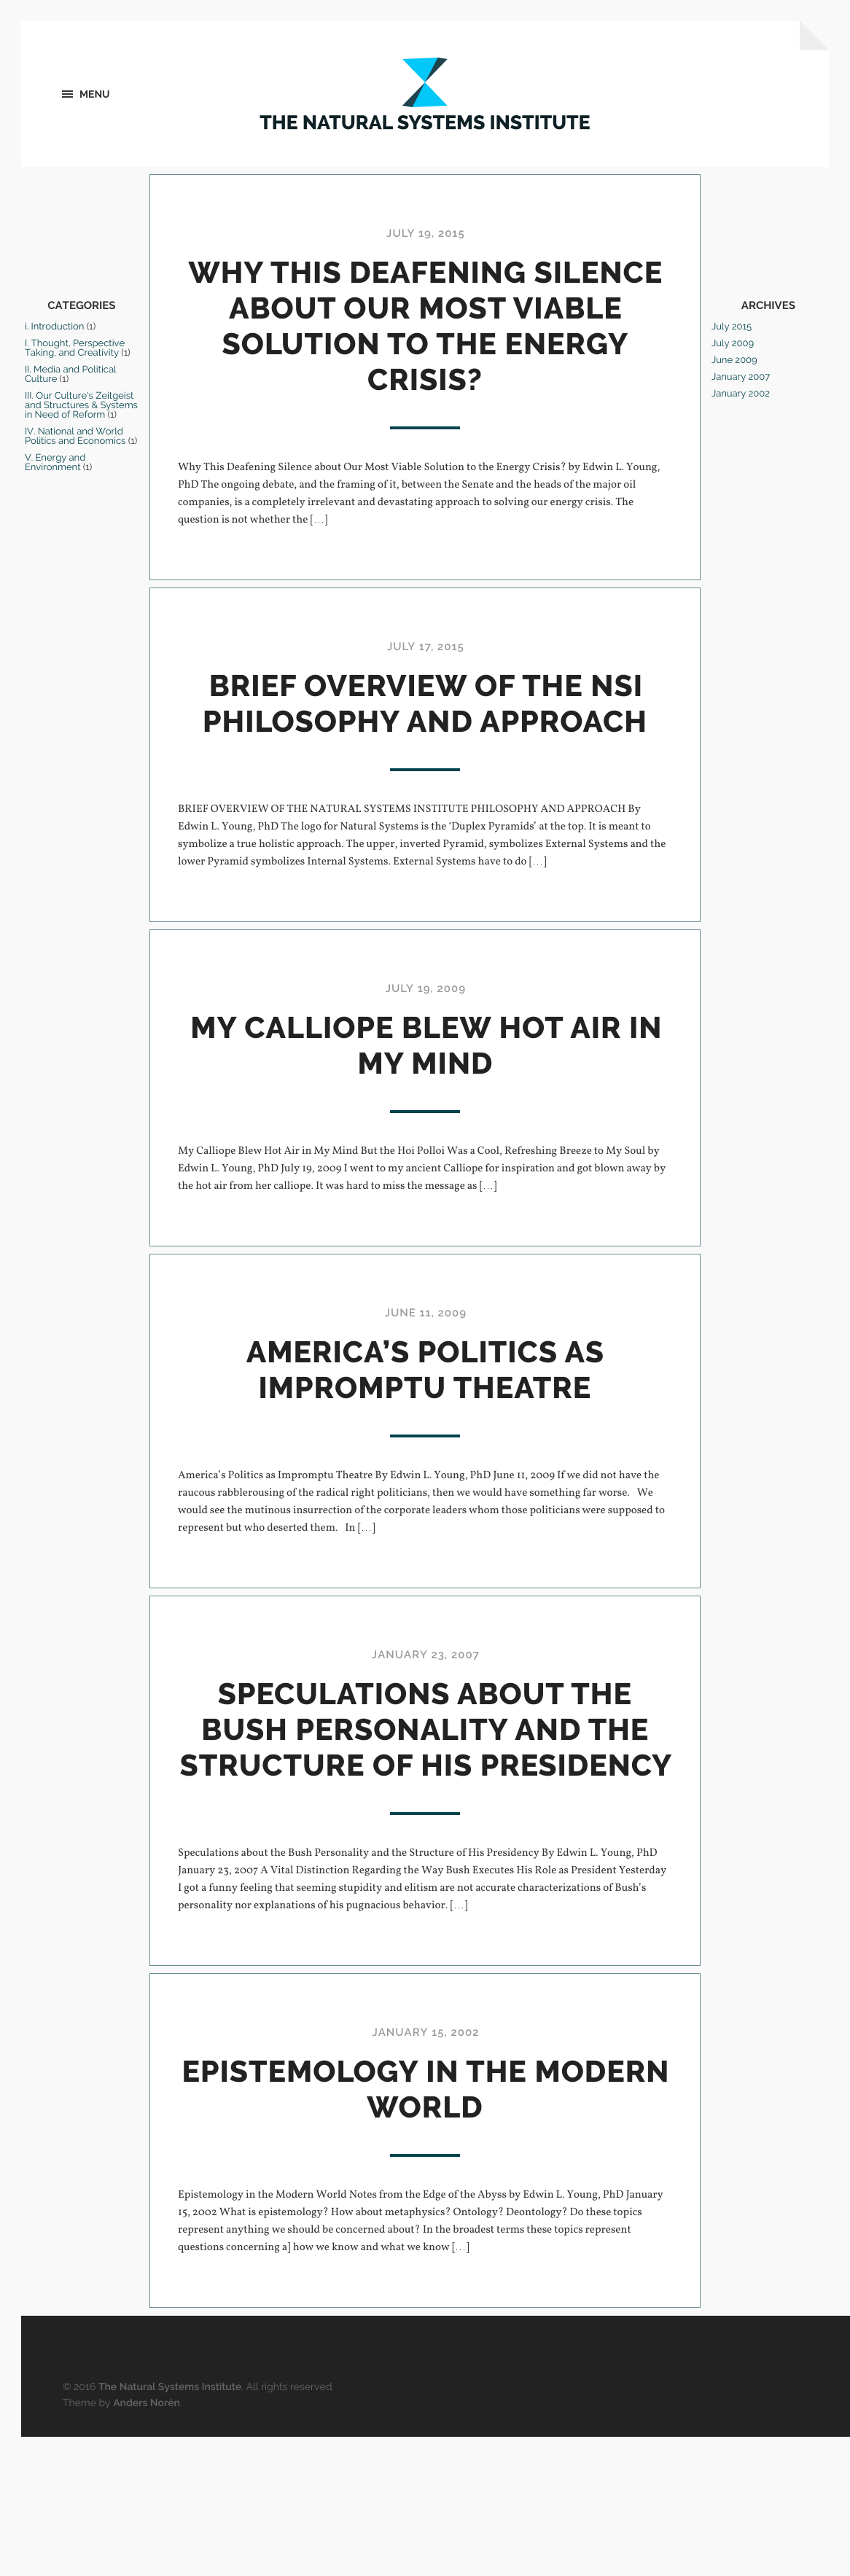 MENU
THE NATURAL SYSTEMS INSTITUTE
CATEGORIES
i. Introduction (1)
I. Thought, Perspective
Taking, and Creativity (1)
II. Media and Political
Culture (1)
III. Our Culture's Zeitgeist
and Structures & Systems
in Need of Reform (1)
IV. National and World
Politics and Economics (1)
V. Energy and
Environment (1)
JULY 19, 2015
WHY THIS DEAFENING SILENCE
ABOUT OUR MOST VIABLE
SOLUTION TO THE ENERGY
CRISIS?
Why This Deafening Silence about Our Most Viable Solution to the Energy Crisis? by Edwin L. Young,
PhD The ongoing debate, and the framing of it, between the Senate and the heads of the major oil
companies, is a completely irrelevant and devastating approach to solving our energy crisis. The
question is not whether the […]
JULY 17, 2015
BRIEF OVERVIEW OF THE NSI
PHILOSOPHY AND APPROACH
BRIEF OVERVIEW OF THE NATURAL SYSTEMS INSTITUTE PHILOSOPHY AND APPROACH By
Edwin L. Young, PhD The logo for Natural Systems is the ‘Duplex Pyramids’ at the top. It is meant to
symbolize a true holistic approach. The upper, inverted Pyramid, symbolizes External Systems and the
lower Pyramid symbolizes Internal Systems. External Systems have to do […]
JULY 19, 2009
MY CALLIOPE BLEW HOT AIR IN
MY MIND
My Calliope Blew Hot Air in My Mind But the Hoi Polloi Was a Cool, Refreshing Breeze to My Soul by
Edwin L. Young, PhD July 19, 2009 I went to my ancient Calliope for inspiration and got blown away by
the hot air from her calliope. It was hard to miss the message as […]
JUNE 11, 2009
AMERICA’S POLITICS AS
IMPROMPTU THEATRE
America’s Politics as Impromptu Theatre By Edwin L. Young, PhD June 11, 2009 If we did not have the
raucous rabblerousing of the radical right politicians, then we would have something far worse.   We
would see the mutinous insurrection of the corporate leaders whom those politicians were supposed to
represent but who deserted them.   In […]
JANUARY 23, 2007
SPECULATIONS ABOUT THE
BUSH PERSONALITY AND THE
STRUCTURE OF HIS PRESIDENCY
Speculations about the Bush Personality and the Structure of His Presidency By Edwin L. Young, PhD
January 23, 2007 A Vital Distinction Regarding the Way Bush Executes His Role as President Yesterday
I got a funny feeling that seeming stupidity and elitism are not accurate characterizations of Bush’s
personality nor explanations of his pugnacious behavior. […]
JANUARY 15, 2002
EPISTEMOLOGY IN THE MODERN
WORLD
Epistemology in the Modern World Notes from the Edge of the Abyss by Edwin L. Young, PhD January
15, 2002 What is epistemology? How about metaphysics? Ontology? Deontology? Do these topics
represent anything we should be concerned about? In the broadest terms these topics represent
questions concerning a] how we know and what we know […]
ARCHIVES
July 2015
July 2009
June 2009
January 2007
January 2002
© 2016 The Natural Systems Institute. All rights reserved.
Theme by Anders Norén.